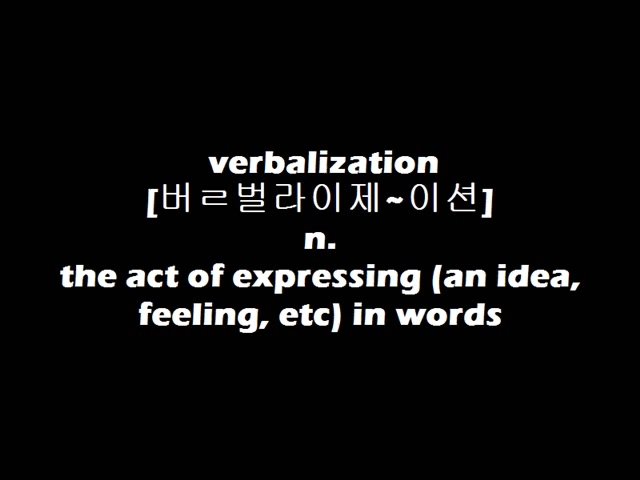 verbalization
[버ㄹ벌라이제~이션]
n.
the act of expressing (an idea,
feeling, etc) in words